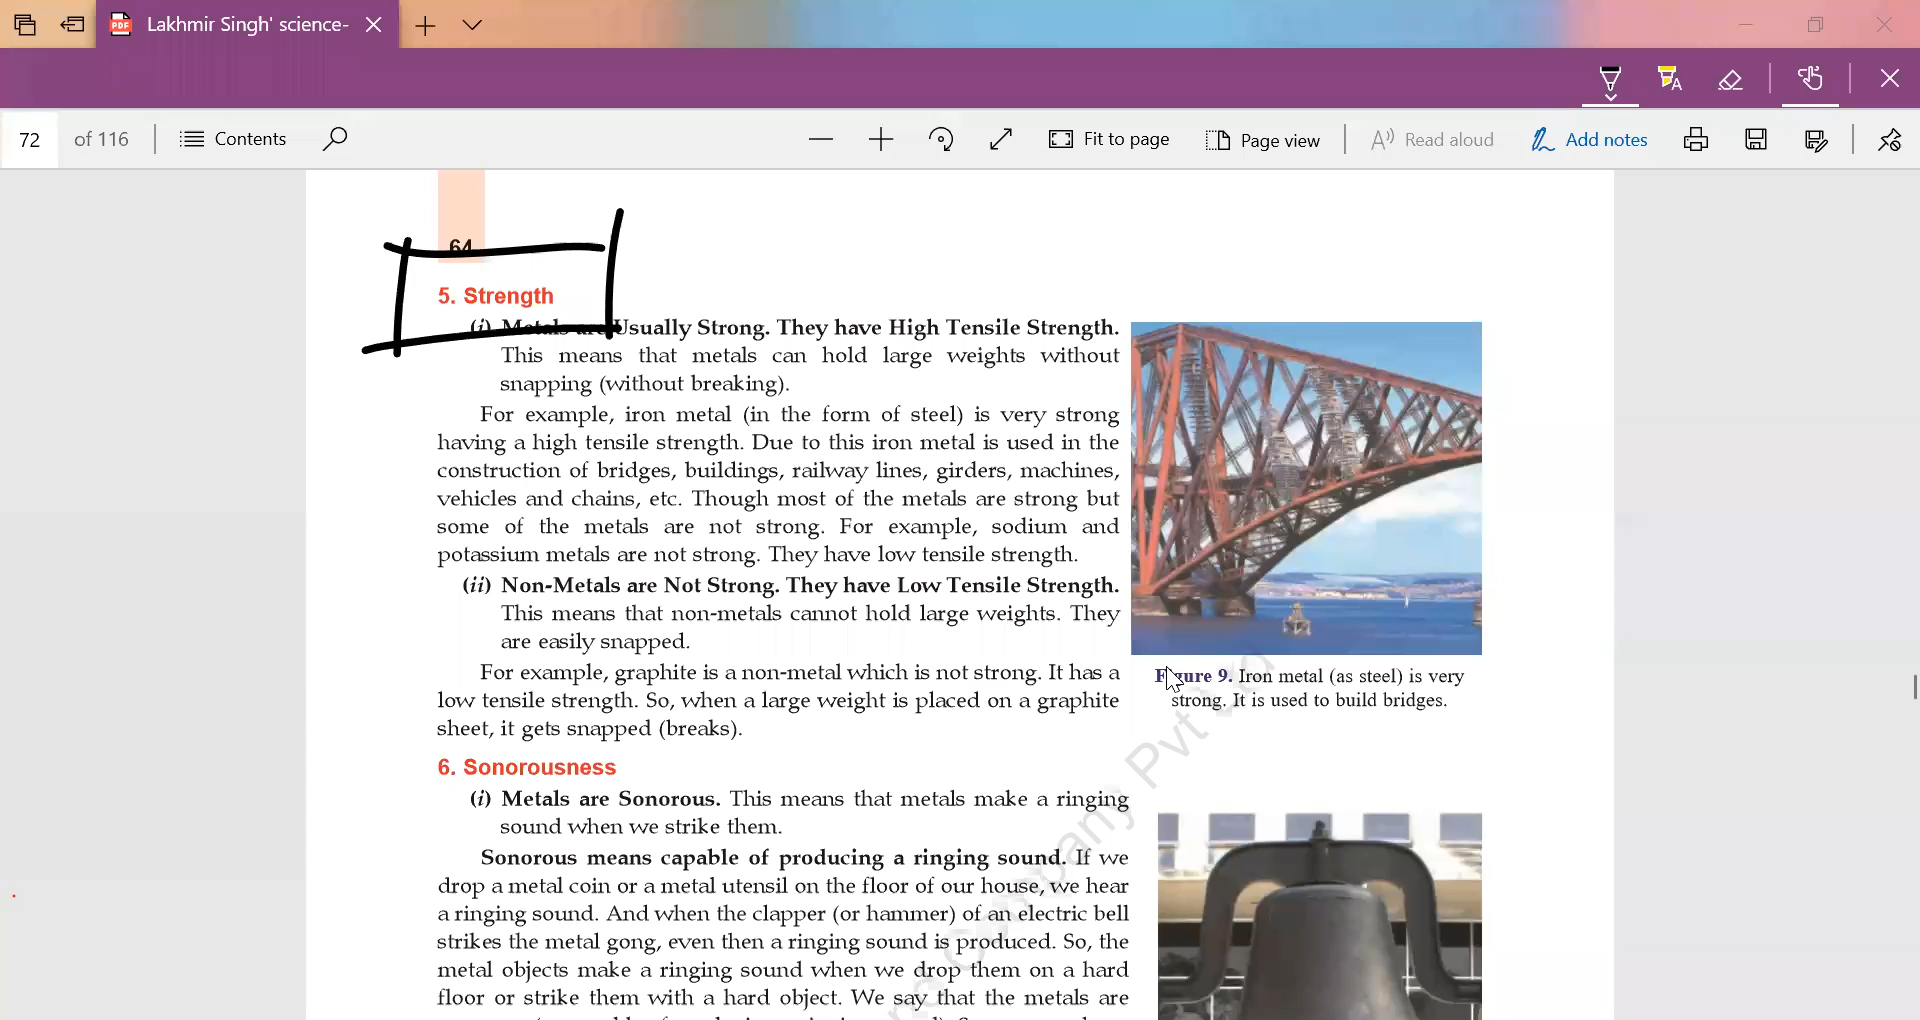 Lakhmir Singh' science-
72 of 116 Contents Fit to page Page view Read aloud Add notes
64
5. Strength
(i) Metals are Usually Strong. They have High Tensile Strength.
This means that metals can hold large weights without
snapping (without breaking).
For example, iron metal (in the form of steel) is very strong
having a high tensile strength. Due to this iron metal is used in the
construction of bridges, buildings, railway lines, girders, machines,
vehicles and chains, etc. Though most of the metals are strong but
some of the metals are not strong. For example, sodium and
potassium metals are not strong. They have low tensile strength.
(ii) Non-Metals are Not Strong. They have Low Tensile Strength.
This means that non-metals cannot hold large weights. They
are easily snapped.
For example, graphite is a non-metal which is not strong. It has a
low tensile strength. So, when a large weight is placed on a graphite
sheet, it gets snapped (breaks).
Figure 9. Iron metal (as steel) is very
strong. It is used to build bridges.
6. Sonorousness
(i) Metals are Sonorous. This means that metals make a ringing
sound when we strike them.
Sonorous means capable of producing a ringing sound. If we
drop a metal coin or a metal utensil on the floor of our house, we hear
a ringing sound. And when the clapper (or hammer) of an electric bell
strikes the metal gong, even then a ringing sound is produced. So, the
metal objects make a ringing sound when we drop them on a hard
floor or strike them with a hard object. We say that the metals are
Company Pvt Ltd